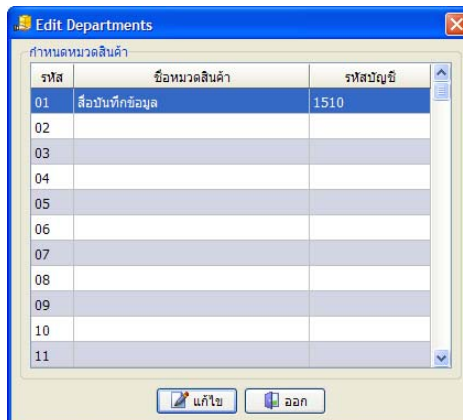 Edit Departments
กำหนดหมวดสินค้า
รหัส ชื่อหมวดสินค้า รหัสบัญชี
01 สื่อบันทึกข้อมูล 1510
02
03
04
05
06
07
08
09
10
11
แก้ไข ออก